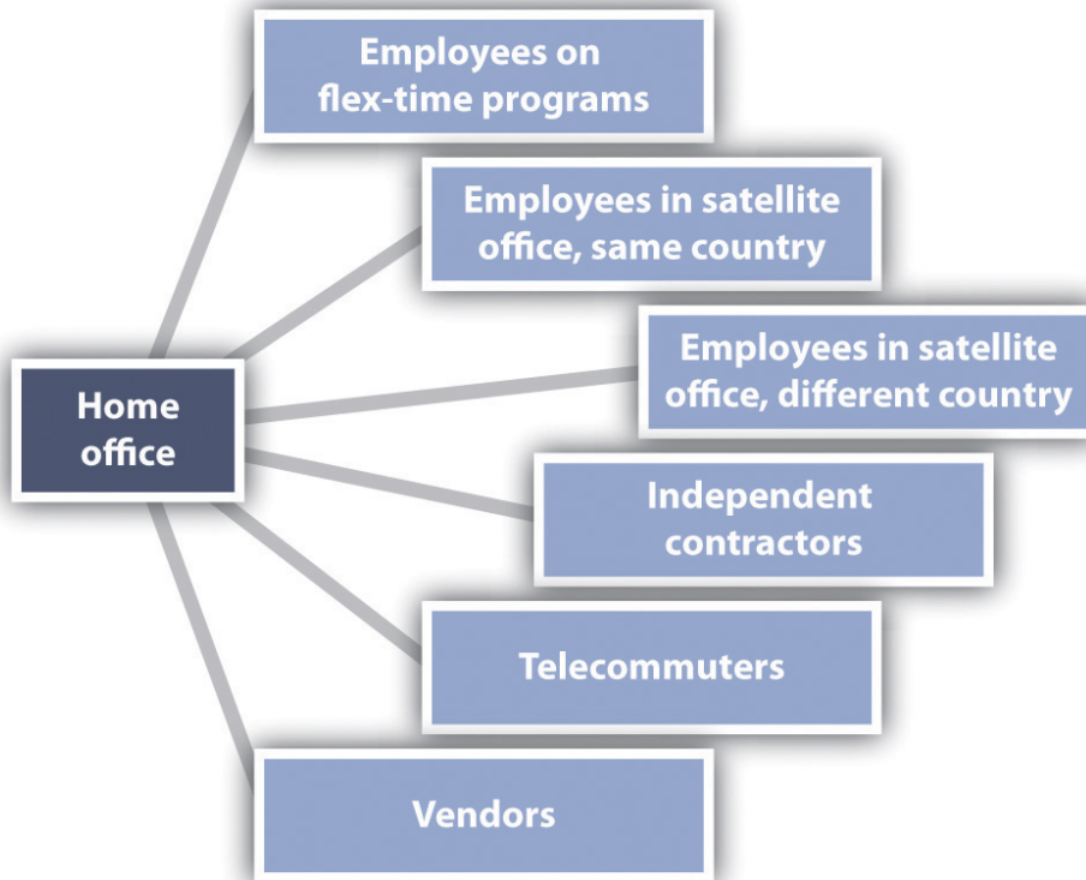 Employees on
flex-time programs
Employees in satellite
office, same country
Employees in satellite
office, different country
Home
office
Independent
contractors
Telecommuters
Vendors